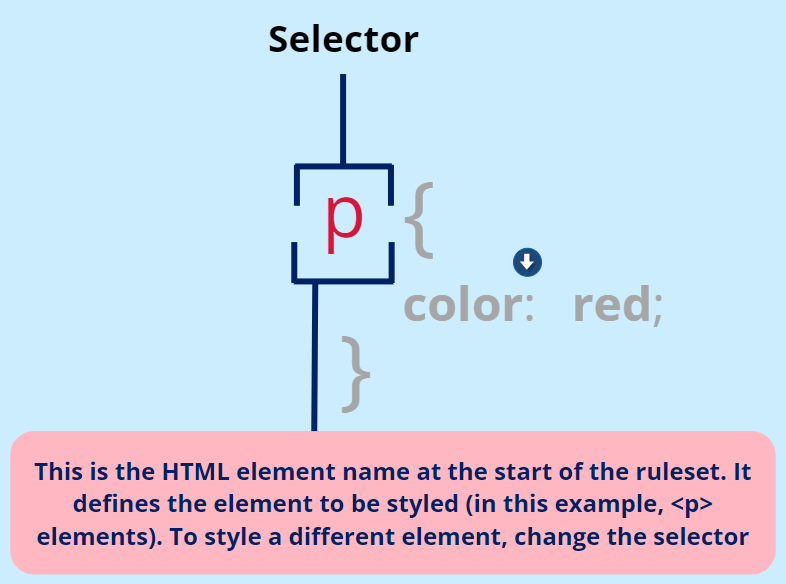 Selector
p {
color: red;
}
This is the HTML element name at the start of the ruleset. It
defines the element to be styled (in this example, <p>
elements). To style a different element, change the selector